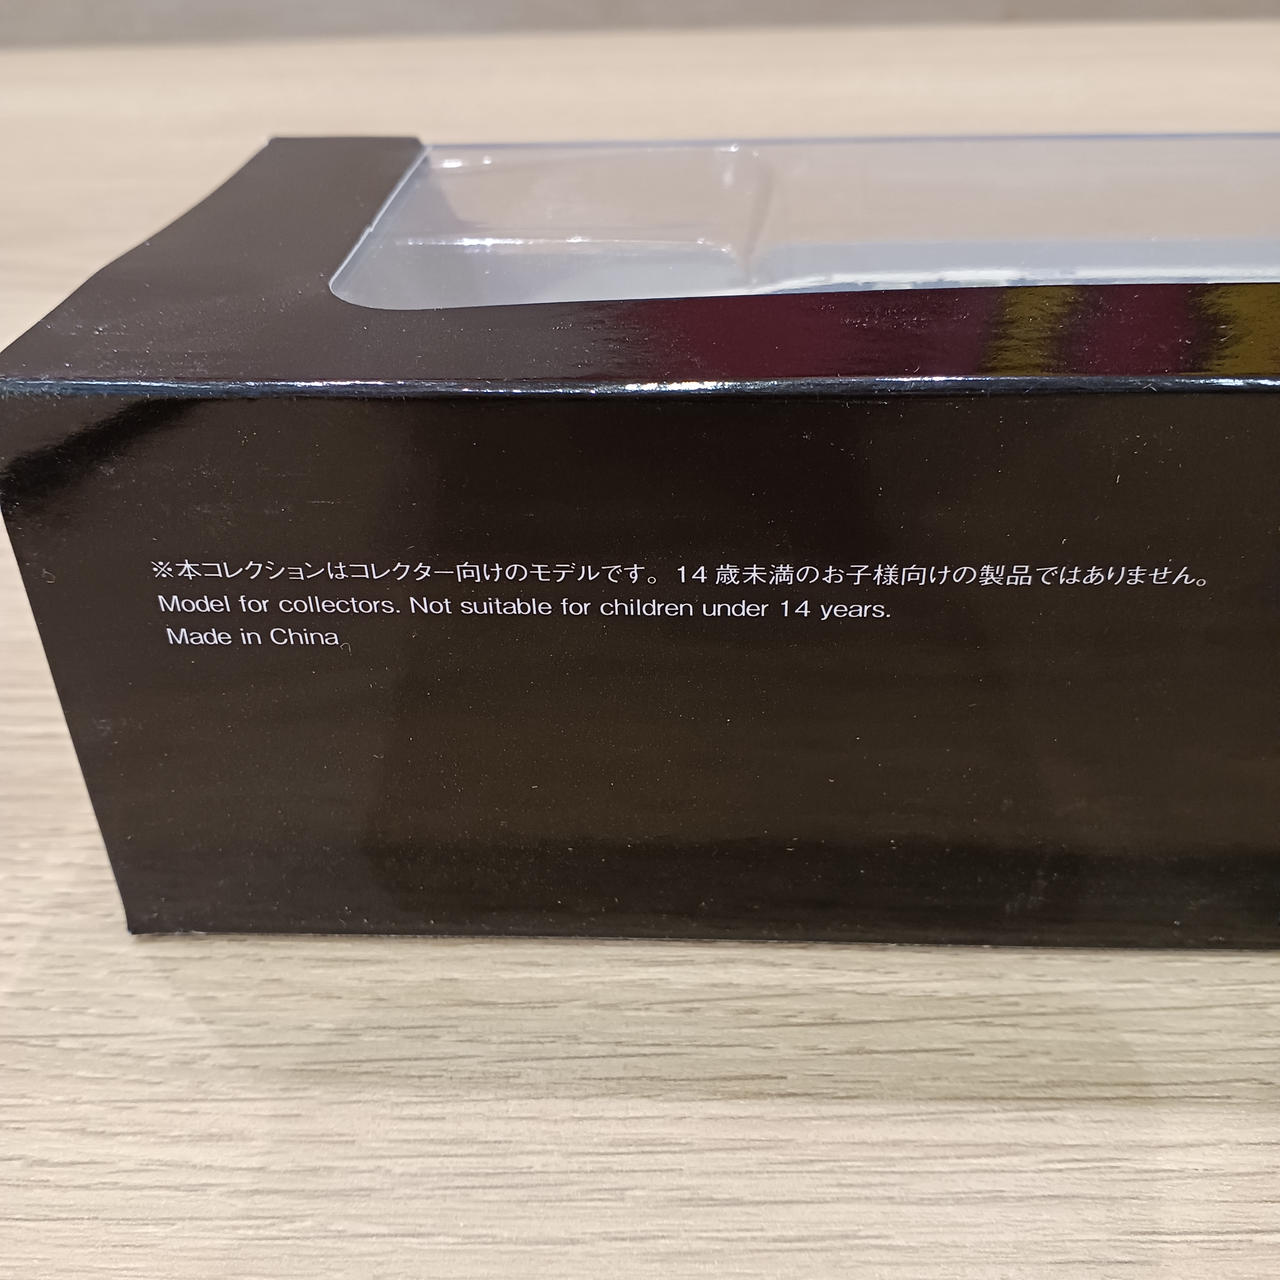 ※本コレクションはコレクター向けのモデルです。14歳未満のお子様向けの製品ではありません。
Model for collectors. Not suitable for children under 14 years.
Made in China